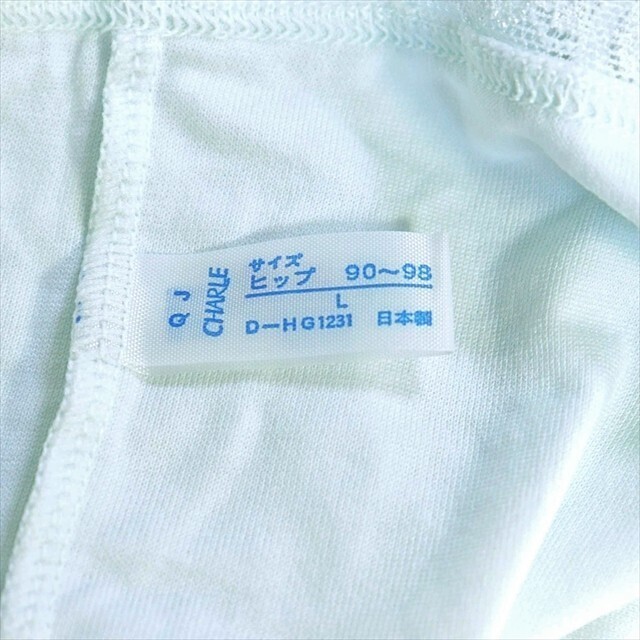 QJ
CHARLE
サイズ
ヒップ 90～98
L
D-HG1231 日本製